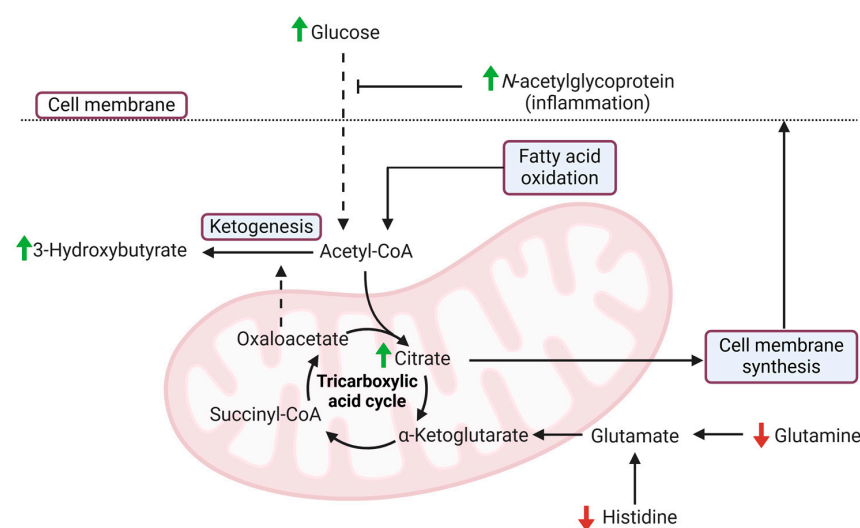 Glucose
N-acetylglycoprotein
(inflammation)
Cell membrane
Fatty acid
oxidation
Ketogenesis
3-Hydroxybutyrate
Acetyl-CoA
Oxaloacetate
Citrate
Cell membrane
synthesis
Tricarboxylic
acid cycle
Succinyl-CoA
α-Ketoglutarate
Glutamate
Glutamine
Histidine